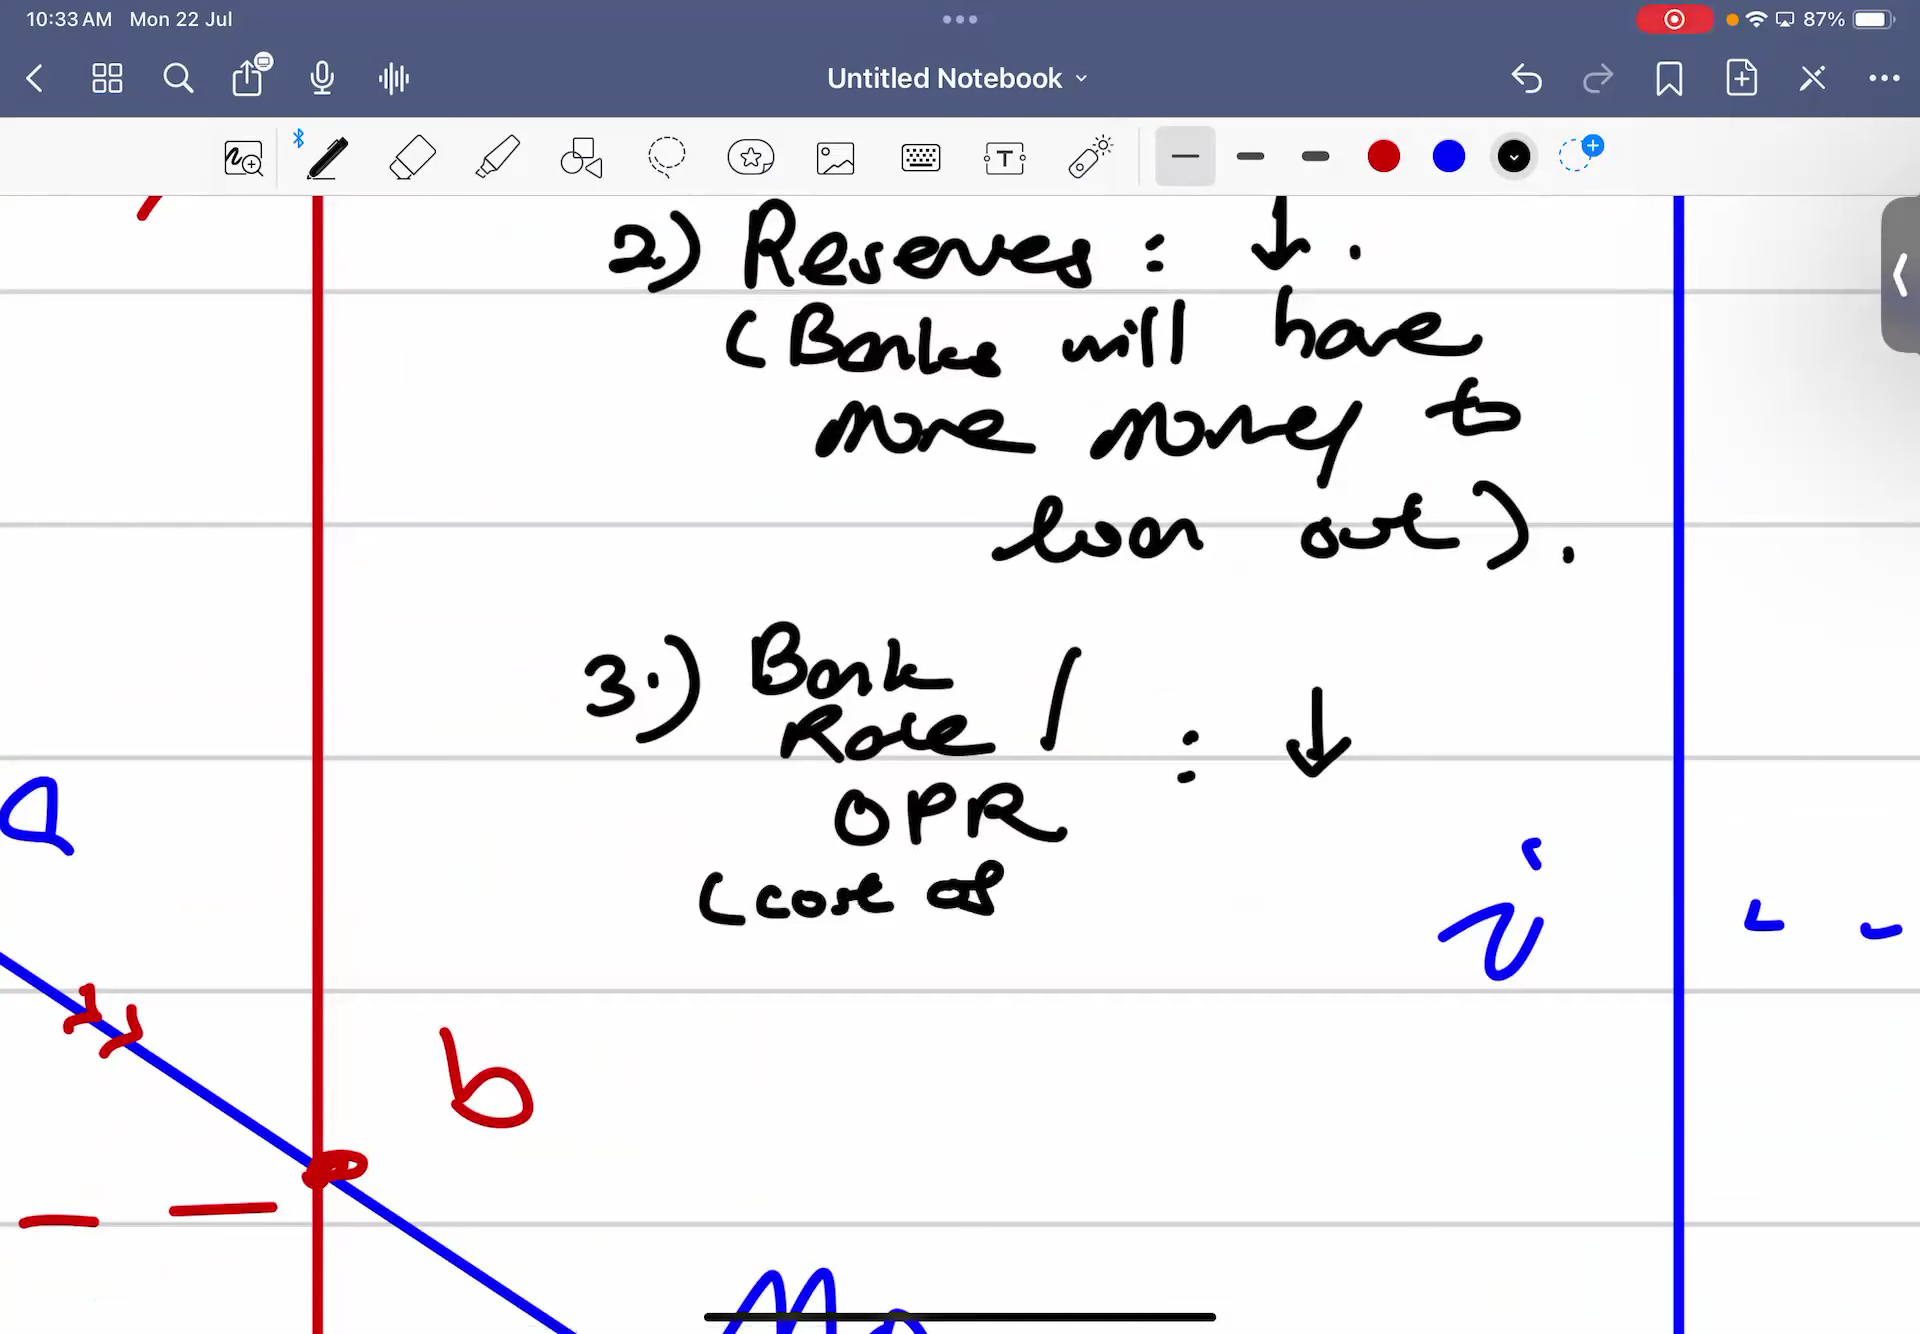 10:33 AM Mon 22 Jul
87%
Untitled Notebook
T
2) Reserves : ↓ .
(Banks will have
more money to
loan out).
3.) Bank
Rate / : ↓
OPR
(cost of
a
i
b